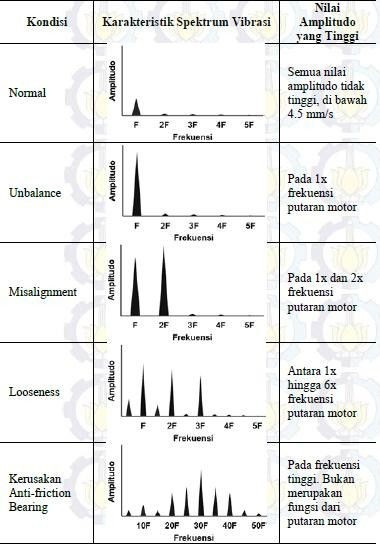 Kondisi
Karakteristik Spektrum Vibrasi
Nilai
Amplitudo
yang Tinggi
Normal
Amplitudo
F 2F 3F 4F 5F
Frekuensi
Semua nilai
amplitudo tidak
tinggi, di bawah
4.5 mm/s
Unbalance
Amplitudo
F 2F 3F 4F 5F
Frekuensi
Pada 1x
frekuensi
putaran motor
Misalignment
Amplitudo
F 2F 3F 4F 5F
Frekuensi
Pada 1x dan 2x
frekuensi
putaran motor
Looseness
Amplitudo
F 2F 3F 4F 5F
Frekuensi
Antara 1x
hingga 6x
frekuensi
putaran motor
Kerusakan
Anti-friction
Bearing
Amplitudo
10F 20F 30F 40F 50F
Frekuensi
Pada frekuensi
tinggi. Bukan
merupakan
fungsi dari
putaran motor